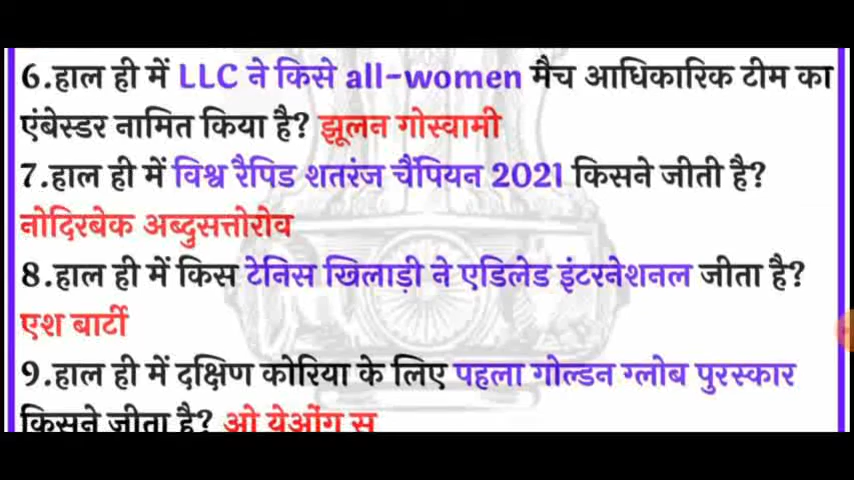 6.हाल ही में LLC ने किसे all-women मैच आधिकारिक टीम का
एंबेस्डर नामित किया है? झूलन गोस्वामी
7.हाल ही में विश्व रैपिड शतरंज चैंपियन 2021 किसने जीती है?
नोदिरबेक अब्दुसत्तोरोव
8.हाल ही में किस टेनिस खिलाड़ी ने एडिलेड इंटरनेशनल जीता है?
एश बार्टी
9.हाल ही में दक्षिण कोरिया के लिए पहला गोल्डन ग्लोब पुरस्कार
किसने जीता है? ओ येओंग स